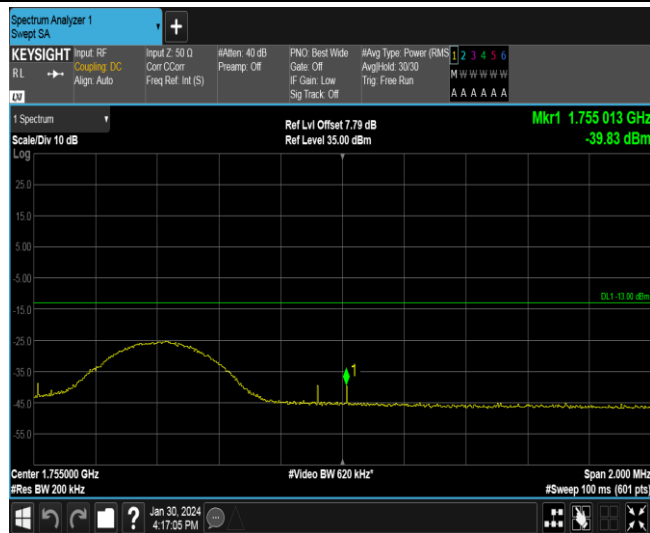 Spectrum Analyzer 1
Swept SA
+
KEYSIGHT
RL
LXI
Input: RF
Coupling: DC
Align: Auto
Input Z: 50 Ω
Corr CCorr
Freq Ref: Int (S)
#Atten: 40 dB
Preamp: Off
PNO: Best Wide
Gate: Off
IF Gain: Low
Sig Track: Off
#Avg Type: Power (RMS
Avg|Hold: 30/30
Trig: Free Run
1 2 3 4 5 6
M W W W W W
A A A A A A
1 Spectrum
Scale/Div 10 dB
Log
Ref Lvl Offset 7.79 dB
Ref Level 35.00 dBm
Mkr1 1.755 013 GHz
-39.83 dBm
25.0
15.0
5.00
-5.00
DL1 -13.00 dBm
-15.0
-25.0
-35.0
1
-45.0
-55.0
Center 1.755000 GHz
#Video BW 620 kHz*
Span 2.000 MHz
#Res BW 200 kHz
#Sweep 100 ms (601 pts)
?
Jan 30, 2024
4:17:05 PM